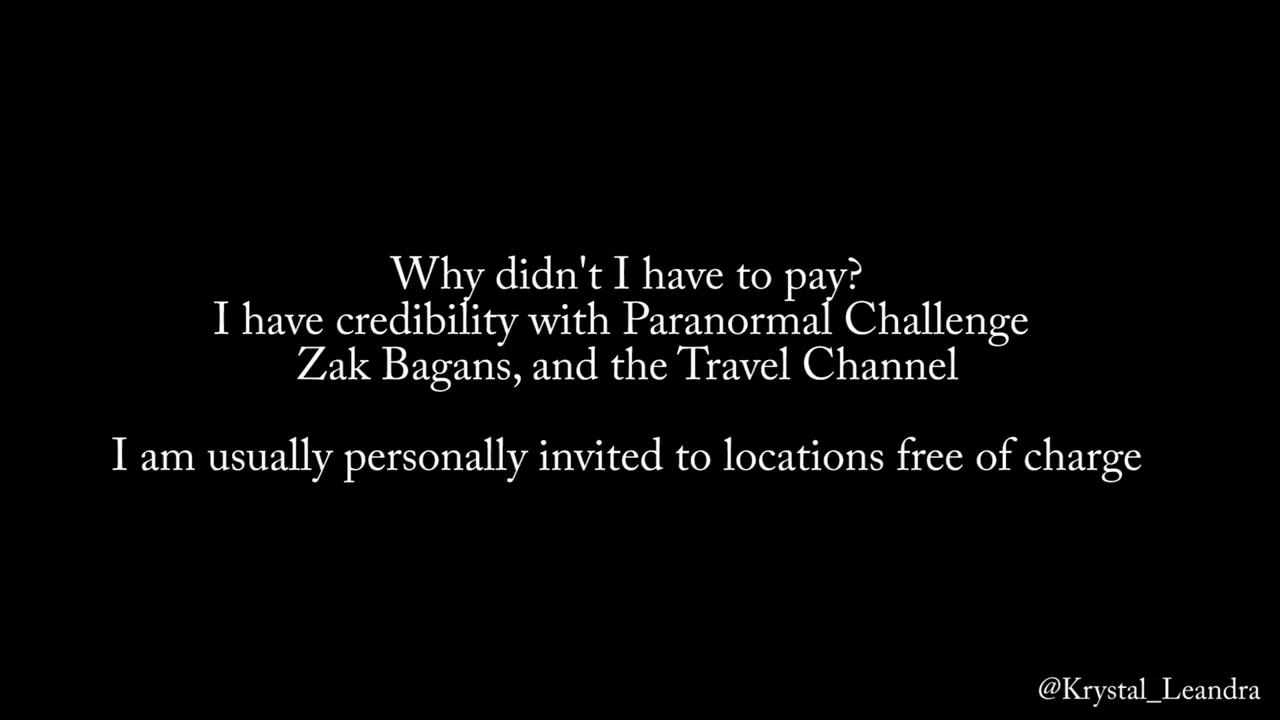 Why didn't I have to pay?
I have credibility with Paranormal Challenge
Zak Bagans, and the Travel Channel
I am usually personally invited to locations free of charge
@Krystal_Leandra